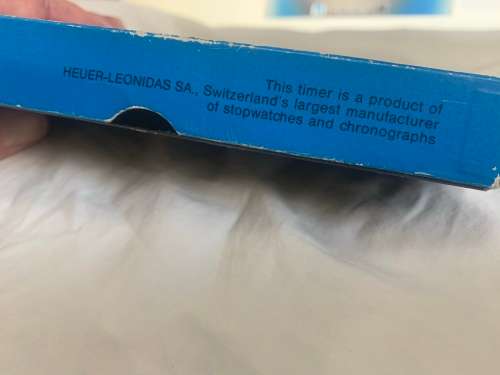 This timer is a product of
HEUER-LEONIDAS SA., Switzerland's largest manufacturer
of stopwatches and chronographs